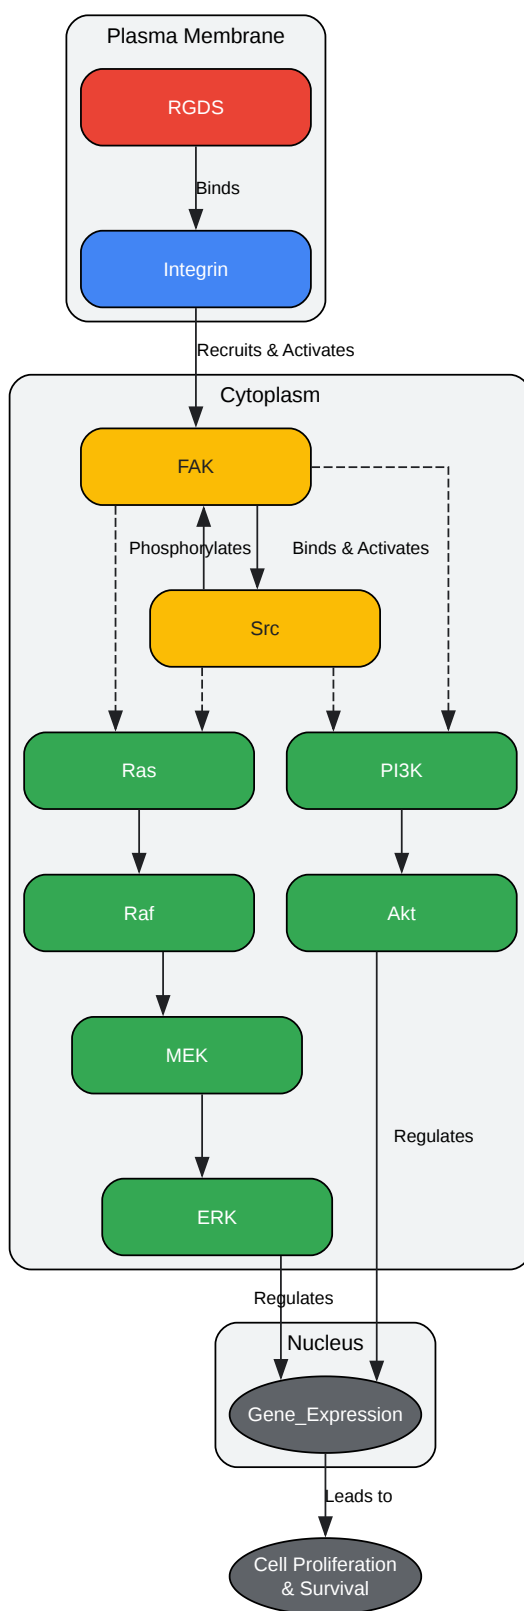 Plasma Membrane
RGDS
Binds
Integrin
Recruits & Activates
Cytoplasm
FAK
Phosphorylates
Binds & Activates
Src
Ras
PI3K
Raf
Akt
MEK
Regulates
ERK
Regulates
Nucleus
Gene_Expression
Leads to
Cell Proliferation
& Survival